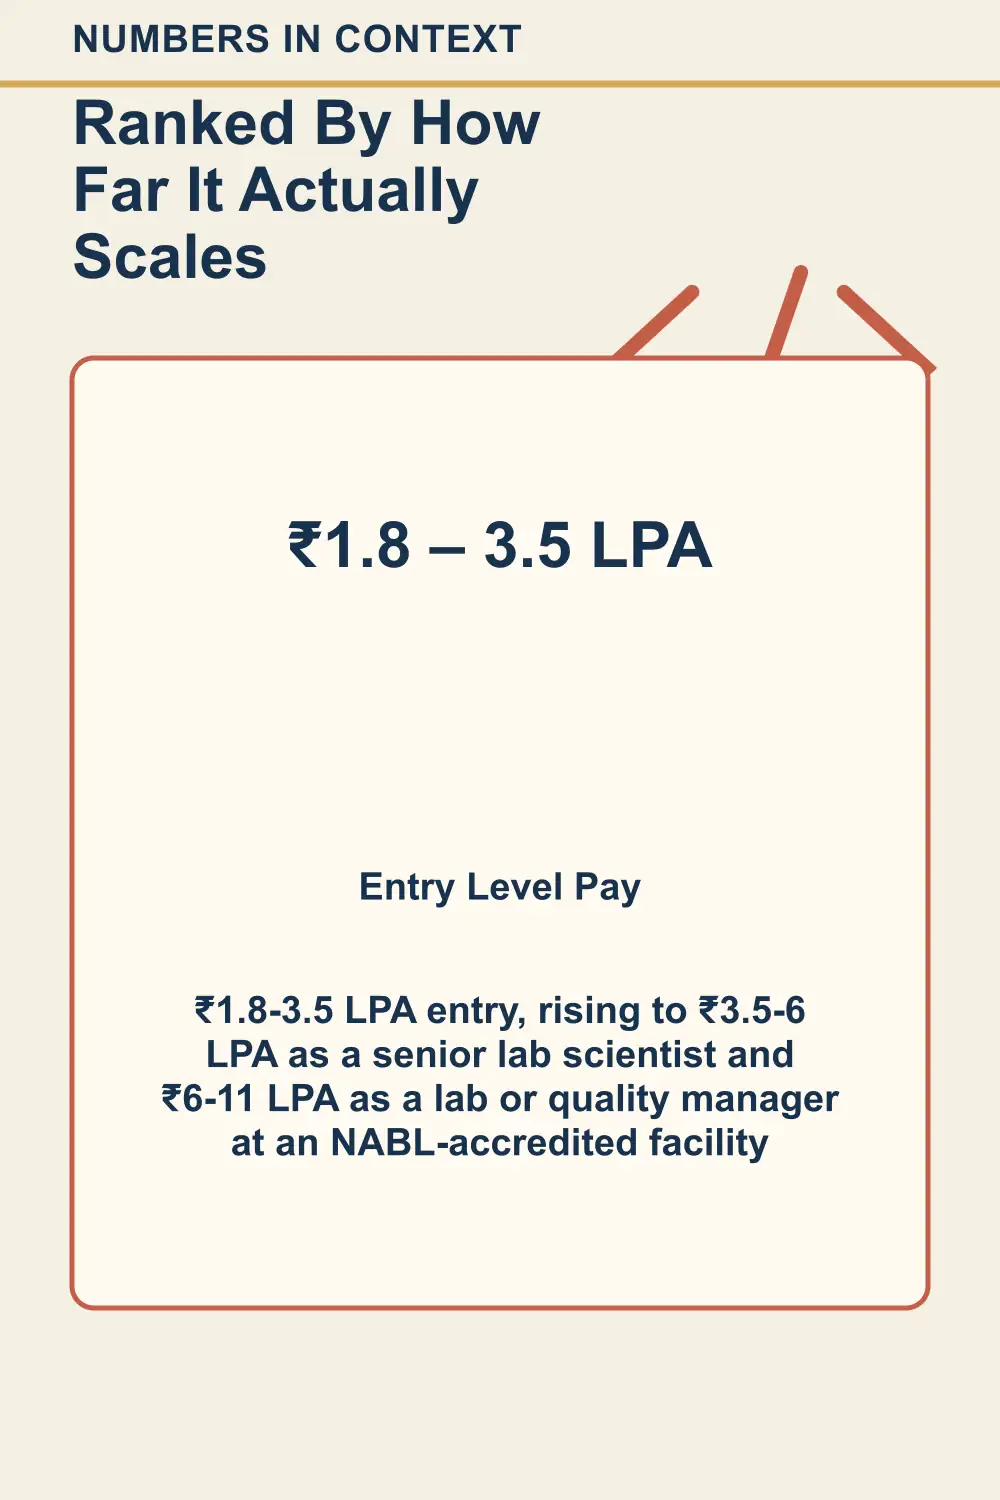 NUMBERS IN CONTEXT
Ranked By How
Far It Actually
Scales
₹1.8 – 3.5 LPA
Entry Level Pay
₹1.8-3.5 LPA entry, rising to ₹3.5-6
LPA as a senior lab scientist and
₹6-11 LPA as a lab or quality manager
at an NABL-accredited facility